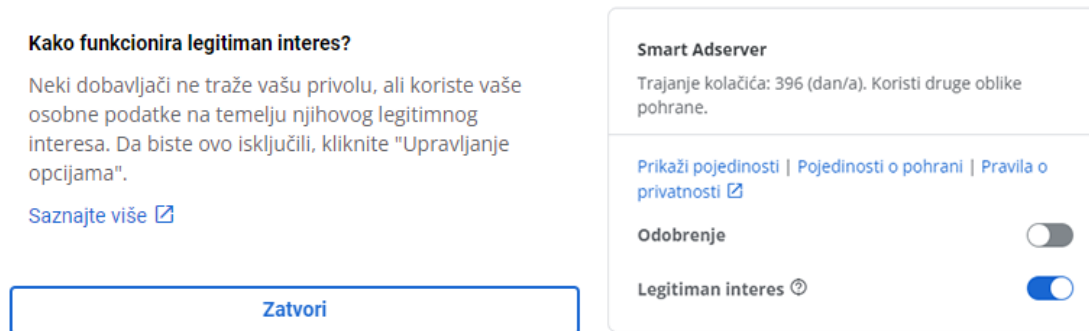 Kako funkcionira legitiman interes?
Neki dobavljači ne traže vašu privolu, ali koriste vaše
osobne podatke na temelju njihovog legitimnog
interesa. Da biste ovo isključili, kliknite "Upravljanje
opcijama".
Saznajte više
Zatvori
Smart Adserver
Trajanje kolačića: 396 (dan/a). Koristi druge oblike
pohrane.
Prikaži pojedinosti | Pojedinosti o pohrani | Pravila o
privatnosti
Odobrenje
Legitiman interes